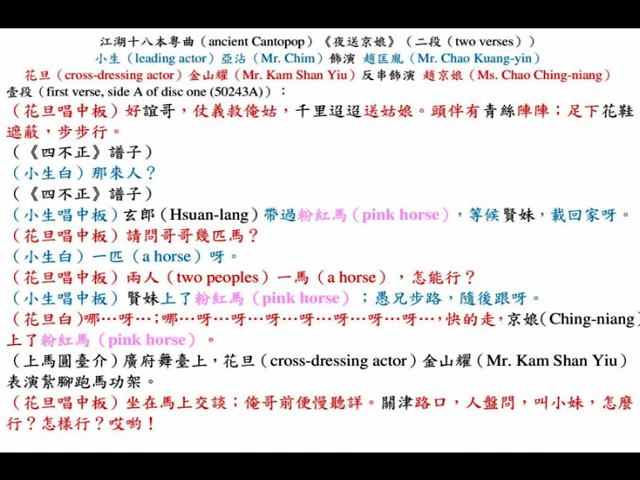 江湖十八本粵曲（ancient Cantopop）《夜送京娘》（二段（two verses））
小生（leading actor）亞沾（Mr. Chim）飾演 趙匡胤（Mr. Chao Kuang-yin）
花旦（cross-dressing actor）金山耀（Mr. Kam Shan Yiu）反串飾演 趙京娘（Ms. Chao Ching-niang）
壹段（first verse, side A of disc one (50243A)）：
（花旦唱中板）好誼哥，仗義救俺姑，千里迢迢送姑娘。頭伴有青絲陣陣；足下花鞋
遮蔽，步步行。
（《四不正》譜子）
（小生白）那來人？
（《四不正》譜子）
（小生唱中板）玄郎（Hsuan-lang）帶過粉紅馬（pink horse），等候賢妹，載回家呀。
（花旦唱中板）請問哥哥幾匹馬？
（小生白）一匹（a horse）呀。
（花旦唱中板）兩人（two peoples）一馬（a horse），怎能行？
（小生唱中板）賢妹上了粉紅馬（pink horse）；愚兄步路，隨後跟呀。
（花旦白）哪…呀…；哪…呀…呀…呀…呀…呀…呀…呀…，快的走，京娘（Ching-niang）
上了粉紅馬（pink horse）。
（上馬圓臺介）廣府舞臺上，花旦（cross-dressing actor）金山耀（Mr. Kam Shan Yiu）
表演紮腳跑馬功架。
（花旦唱中板）坐在馬上交談；俺哥前便慢聽詳。關津路口，人盤問，叫小妹，怎麼
行？怎樣行？哎喲！